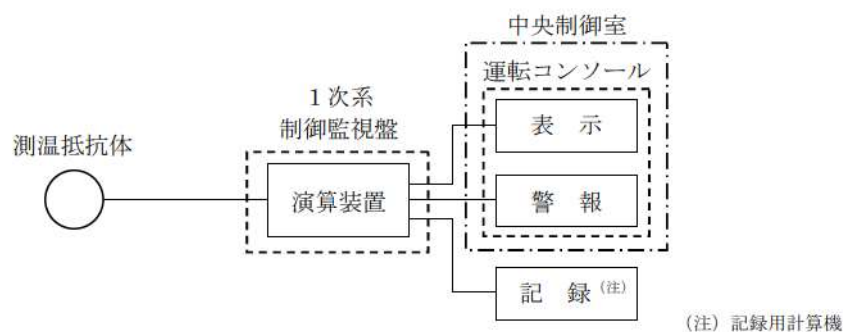 中央制御室
運転コンソール
1次系
制御監視盤
測温抵抗体
表 示
演算装置
警 報
記 録 (注)
(注) 記録用計算機